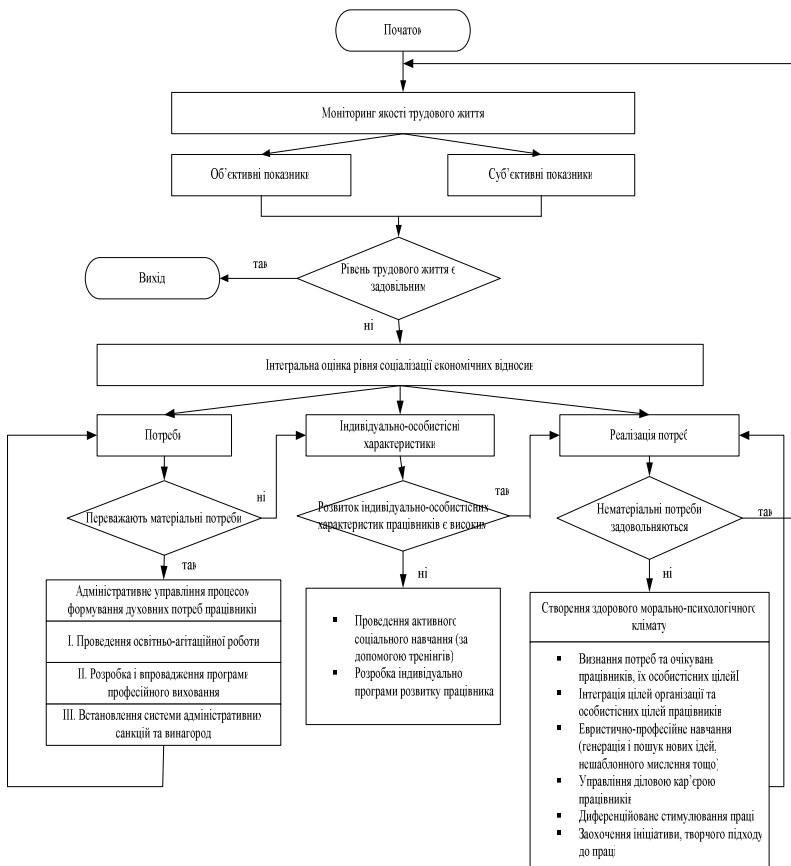 Початок
Моніторинг якості трудового життя
Об’єктивні показники
Суб’єктивні показники
Рівень трудового життя є
задовільним
так
Вихід
ні
Інтегральна оцінка рівня соціалізації економічних відносин
Потреби
Індивідуально-особистісні
характеристики
Реалізація потреб
Переважають матеріальні потреби
ні
Розвиток індивідуально-особистісних
характеристик працівників є високим
так
Нематеріальні потреби
задовольняються
так
так
Адміністративне управління процесом
формування духовних потреб працівників
І. Проведення освітньо-агітаційної роботи
ІІ. Розробка і впровадження програми
професійного виховання
ІІІ. Встановлення системи адміністративних
санкцій та винагород
ні
▪ Проведення активного
соціального навчання (за
допомогою тренінгів)
▪ Розробка індивідуально
програми розвитку працівника
ні
Створення здорового морально-психологічного
клімату
▪ Визнання потреб та очікувань
працівників, їх особистісних цілей
▪ Інтеграція цілей організації та
особистісних цілей працівників
▪ Евристично-професійне навчання
(генерація і пошук нових ідей,
нешаблонного мислення тощо)
▪ Управління діловою кар’єрою
працівників
▪ Диференційоване стимулювання праці
▪ Заохочення ініціативи, творчого підходу
до праці